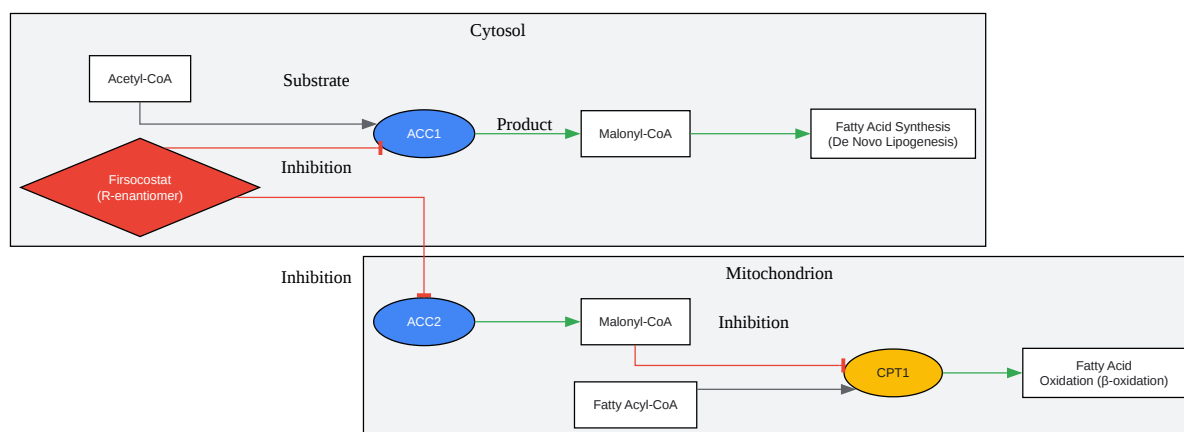 Cytosol
Acetyl-CoA
Substrate
ACC1
Product
Malonyl-CoA
Fatty Acid Synthesis
(De Novo Lipogenesis)
Inhibition
Firsocostat
(R-enantiomer)
Inhibition
Mitochondrion
ACC2
Malonyl-CoA
Inhibition
CPT1
Fatty Acid
Oxidation (β-oxidation)
Fatty Acyl-CoA